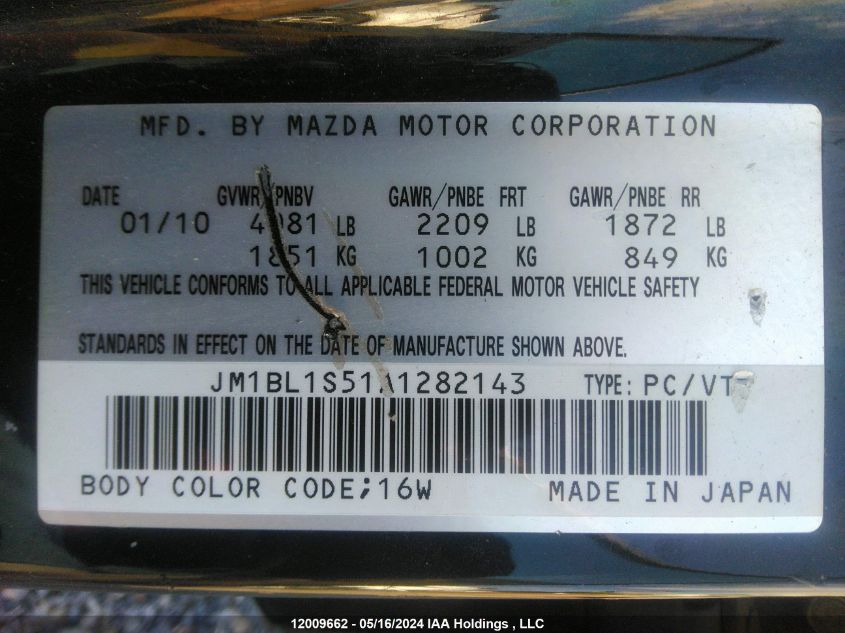 MFD. BY MAZDA MOTOR CORPORATION
DATE GVWR/PNBV GAWR/PNBE FRT GAWR/PNBE RR
01/10 4081 LB 2209 LB 1872 LB
1851 KG 1002 KG 849 KG
THIS VEHICLE CONFORMS TO ALL APPLICABLE FEDERAL MOTOR VEHICLE SAFETY
STANDARDS IN EFFECT ON THE DATE OF MANUFACTURE SHOWN ABOVE.
JM1BL1S51A1282143 TYPE: PC/VT
BODY COLOR CODE;16W MADE IN JAPAN
12009662 - 05/16/2024 IAA Holdings , LLC